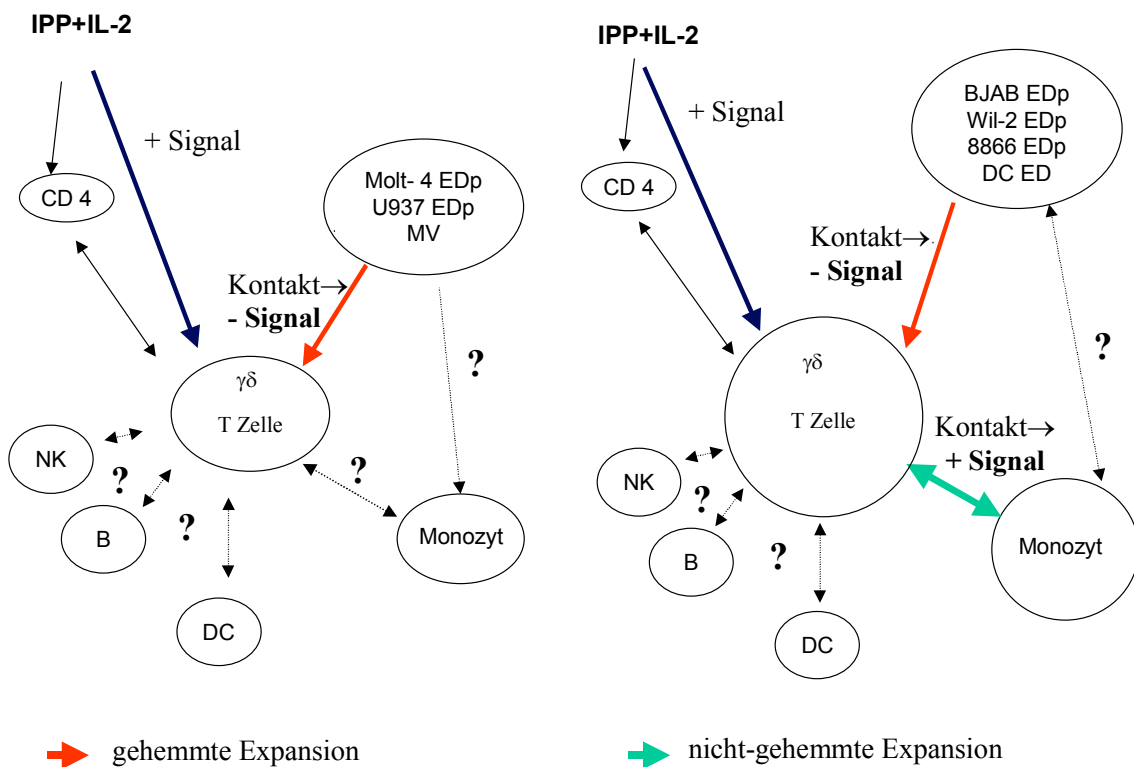 IPP+IL-2
+ Signal
CD 4
Molt- 4 EDp
U937 EDp
MV
Kontakt→
- Signal
?
γδ
T Zelle
NK
?
B
?
?
Monozyt
DC
gehemmte Expansion
IPP+IL-2
+ Signal
CD 4
BJAB EDp
Wil-2 EDp
8866 EDp
DC ED
Kontakt→
- Signal
?
γδ
T Zelle
Kontakt→
+ Signal
NK
?
B
?
Monozyt
DC
nicht-gehemmte Expansion